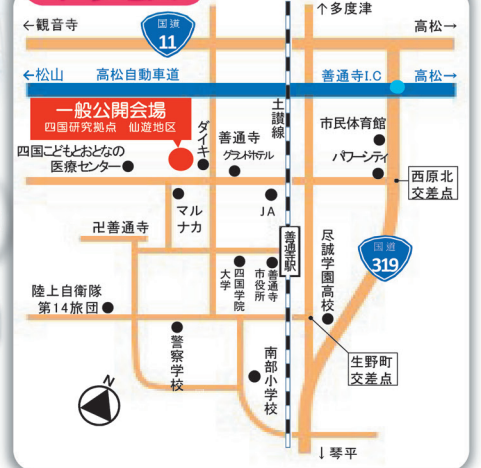 ↑多度津
←観音寺
国道
11
高松→
←松山
高松自動車道
善通寺I.C
高松→
一般公開会場
四国研究拠点 仙遊地区
土讃線
ダイキ
善通寺
グランドホテル
市民体育館
パワーシティ
四国こどもとおとなの
医療センター
西原北
交差点
マル
ナカ
JA
卍善通寺
善通寺駅
尽誠学園高校
国道
319
四国学院
大学
善通寺
市役所
陸上自衛隊
第14旅団
警察学校
南部小学校
生野町
交差点
N
↓琴平